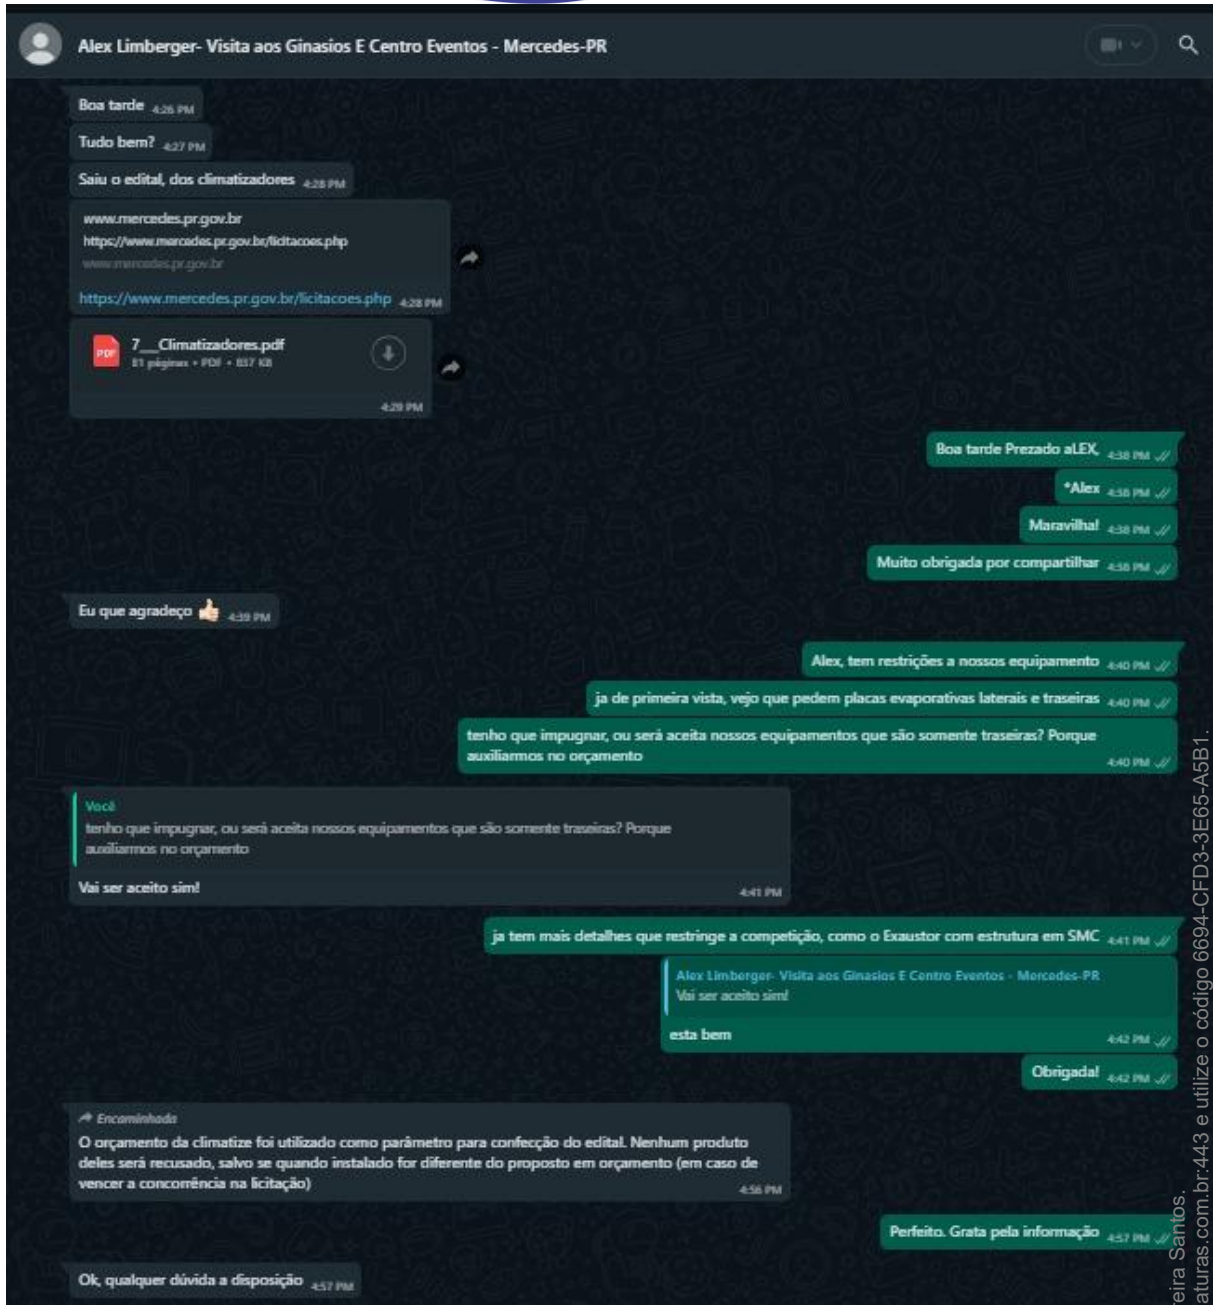 Alex Limberger- Visita aos Ginasios E Centro Eventos - Mercedes-PR
Boa tarde 4:26 PM
Tudo bem? 4:27 PM
Saiu o edital, dos climatizadores 4:28 PM
www.mercedes.pr.gov.br
https://www.mercedes.pr.gov.br/licitacoes.php
www.mercedes.pr.gov.br
https://www.mercedes.pr.gov.br/licitacoes.php 4:28 PM
7__Climatizadores.pdf
PDF
81 páginas • PDF • 837 KB
4:29 PM
Boa tarde Prezado aLEX, 4:38 PM
*Alex 4:38 PM
Maravilha! 4:38 PM
Muito obrigada por compartilhar 4:38 PM
Eu que agradeço 👍🏻 4:39 PM
Alex, tem restrições a nossos equipamento 4:40 PM
ja de primeira vista, vejo que pedem placas evaporativas laterais e traseiras 4:40 PM
tenho que impugnar, ou será aceita nossos equipamentos que são somente traseiras? Porque
auxiliarmos no orçamento 4:40 PM
Você
tenho que impugnar, ou será aceita nossos equipamentos que são somente traseiras? Porque
auxiliarmos no orçamento
Vai ser aceito sim! 4:41 PM
ja tem mais detalhes que restringe a competição, como o Exaustor com estrutura em SMC 4:41 PM
Alex Limberger- Visita aos Ginasios E Centro Eventos - Mercedes-PR
Vai ser aceito sim!
esta bem 4:42 PM
Obrigada! 4:42 PM
Encaminhada
O orçamento da climatize foi utilizado como parâmetro para confecção do edital. Nenhum produto
deles será recusado, salvo se quando instalado for diferente do proposto em orçamento (em caso de
vencer a concorrência na licitação) 4:56 PM
Perfeito. Grata pela informação 4:57 PM
Ok, qualquer dúvida a disposição 4:57 PM
eira Santos.
aturas.com.br:443 e utilize o código 6694-CFD3-3E65-A5B1.